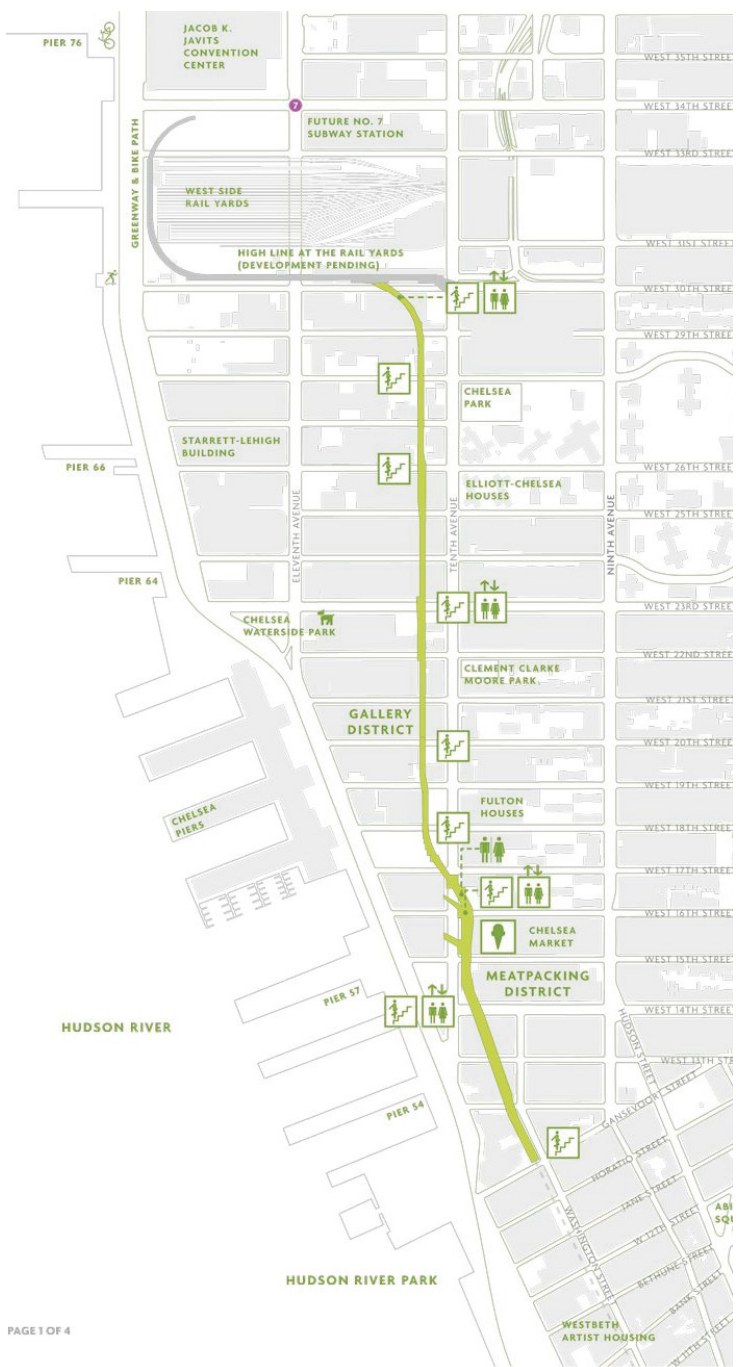 PIER 76
JACOB K.
JAVITS
CONVENTION
CENTER
WEST 35TH STREET
7
WEST 34TH STREET
FUTURE NO. 7
SUBWAY STATION
GREENWAY & BIKE PATH
WEST 33RD STREET
WEST SIDE
RAIL YARDS
WEST 31ST STREET
HIGH LINE AT THE RAIL YARDS
(DEVELOPMENT PENDING)
WEST 30TH STREET
WEST 29TH STREET
CHELSEA
PARK
STARRETT-LEHIGH
BUILDING
PIER 66
WEST 26TH STREET
ELLIOTT-CHELSEA
HOUSES
WEST 25TH STREET
ELEVENTH AVENUE
TENTH AVENUE
NINTH AVENUE
PIER 64
WEST 23RD STREET
CHELSEA
WATERSIDE PARK
WEST 22ND STREET
CLEMENT CLARKE
MOORE PARK
WEST 21ST STREET
GALLERY
DISTRICT
WEST 20TH STREET
WEST 19TH STREET
FULTON
HOUSES
CHELSEA
PIERS
WEST 18TH STREET
WEST 17TH STREET
WEST 16TH STREET
CHELSEA
MARKET
WEST 15TH STREET
MEATPACKING
DISTRICT
PIER 57
WEST 14TH STREET
HUDSON RIVER
HUDSON STREET
WEST 13TH STREET
GANSEVOORT STREET
PIER 54
HORATIO STREET
JANE STREET
W 12TH STREET
WASHINGTON STREET
BETHUNE STREET
BANK STREET
HUDSON RIVER PARK
W 11TH STREET
WESTBETH
ARTIST HOUSING
PAGE 1 OF 4